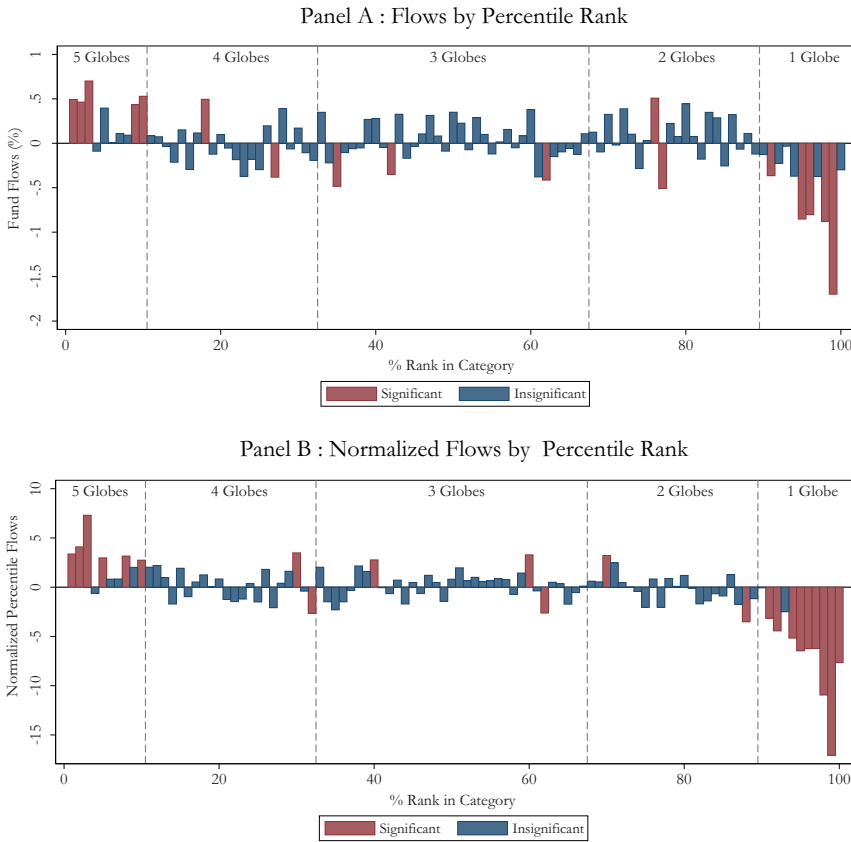 Panel A : Flows by Percentile Rank
5 Globes 4 Globes 3 Globes 2 Globes 1 Globe
Fund Flows (%)
1
.5
0
-.5
-1
-1.5
-2
0 20 40 60 80 100
% Rank in Category
Significant Insignificant
Panel B : Normalized Flows by Percentile Rank
5 Globes 4 Globes 3 Globes 2 Globes 1 Globe
Normalized Percentile Flows
10
5
0
-5
-10
-15
0 20 40 60 80 100
% Rank in Category
Significant Insignificant